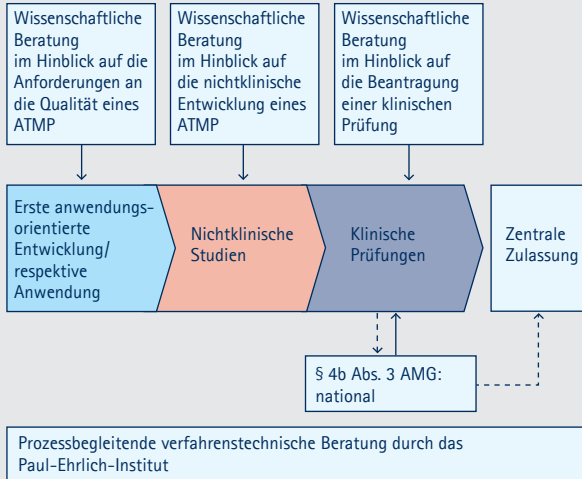 Wissenschaftliche
Beratung
im Hinblick auf die
Anforderungen an
die Qualität eines
ATMP
Wissenschaftliche
Beratung
im Hinblick auf
die nichtklinische
Entwicklung eines
ATMP
Wissenschaftliche
Beratung
im Hinblick auf
die Beantragung
einer klinischen
Prüfung
Erste anwendungs-
orientierte
Entwicklung/
respektive
Anwendung
Nichtklinische
Studien
Klinische
Prüfungen
Zentrale
Zulassung
§ 4b Abs. 3 AMG:
national
Prozessbegleitende verfahrenstechnische Beratung durch das
Paul-Ehrlich-Institut